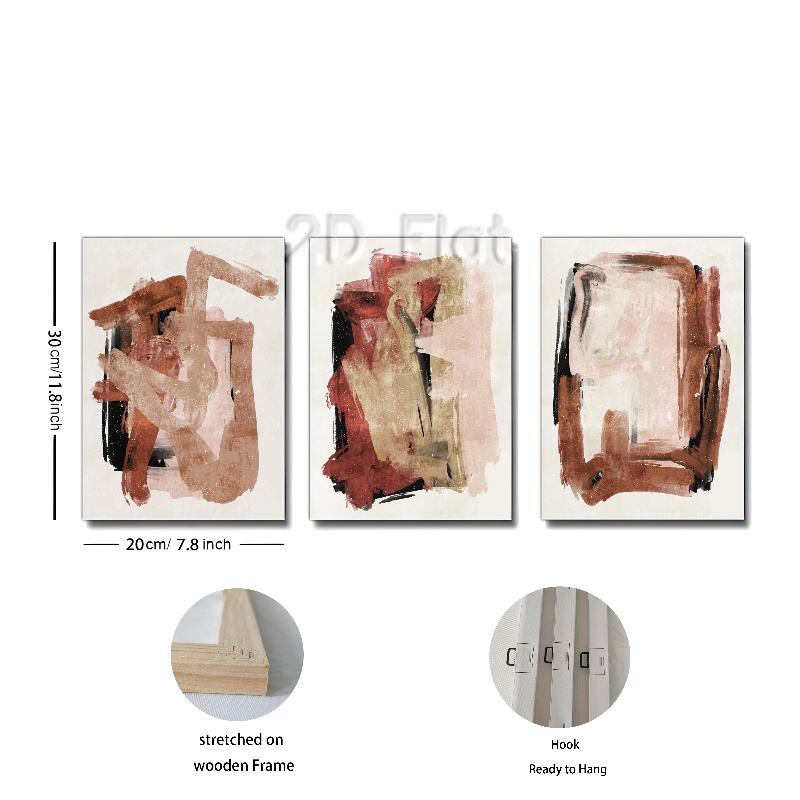 2D Flat
30cm/11.8inch
20cm/ 7.8 inch
stretched on
wooden Frame
Hook
Ready to Hang